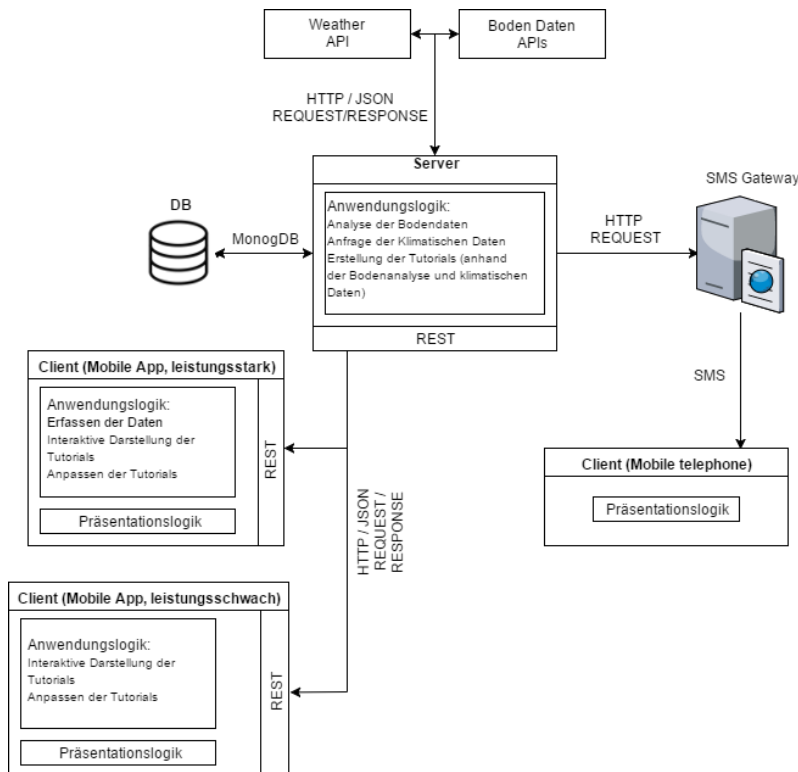 Weather
API
Boden Daten
APIs
HTTP / JSON
REQUEST/RESPONSE
Server
Anwendungslogik:
Analyse der Bodendaten
Anfrage der Klimatischen Daten
Erstellung der Tutorials (anhand
der Bodenanalyse und klimatischen
Daten)
REST
DB
MonogDB
HTTP
REQUEST
SMS Gateway
SMS
Client (Mobile telephone)
Präsentationslogik
Client (Mobile App, leistungsstark)
Anwendungslogik:
Erfassen der Daten
Interaktive Darstellung der
Tutorials
Anpassen der Tutorials
Präsentationslogik
REST
HTTP / JSON
REQUEST /
RESPONSE
Client (Mobile App, leistungsschwach)
Anwendungslogik:
Interaktive Darstellung der
Tutorials
Anpassen der Tutorials
Präsentationslogik
REST